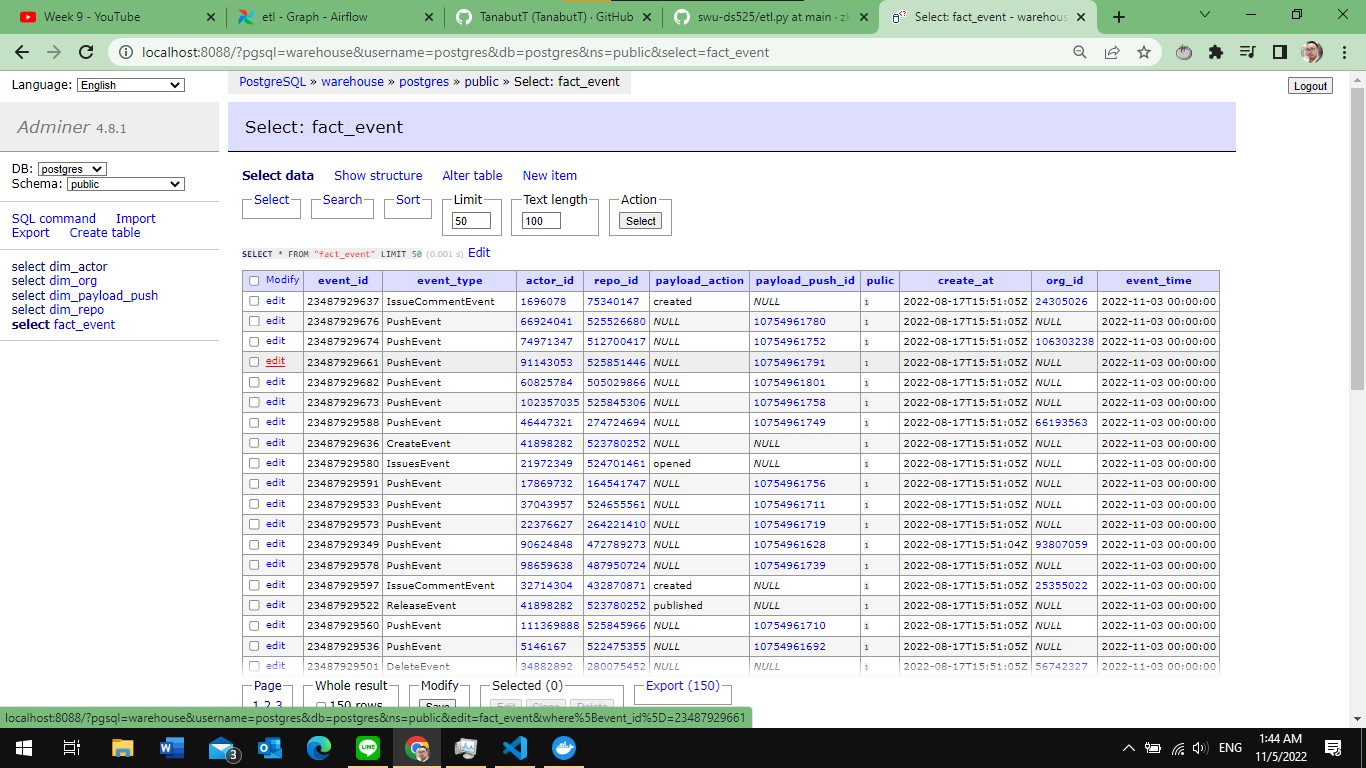 Week 9 - YouTube
etl - Graph - Airflow
TanabutT (TanabutT) · GitHub
swu-ds525/etl.py at main · zk
Select: fact_event - warehous
localhost:8088/?pgsql=warehouse&username=postgres&db=postgres&ns=public&select=fact_event
Language: English
PostgreSQL » warehouse » postgres » public » Select: fact_event
Logout
Adminer 4.8.1
Select: fact_event
DB: postgres
Schema: public
SQL command Import
Export Create table
select dim_actor
select dim_org
select dim_payload_push
select dim_repo
select fact_event
Select data Show structure Alter table New item
Select Search Sort Limit Text length Action
50 100 Select
SELECT * FROM "fact_event" LIMIT 50 (0.001 s) Edit
Modify event_id event_type actor_id repo_id payload_action payload_push_id pulic create_at org_id event_time
edit 23487929637 IssueCommentEvent 1696078 75340147 created NULL 1 2022-08-17T15:51:05Z 24305026 2022-11-03 00:00:00
edit 23487929676 PushEvent 66924041 525526680 NULL 10754961780 1 2022-08-17T15:51:05Z NULL 2022-11-03 00:00:00
edit 23487929674 PushEvent 74971347 512700417 NULL 10754961752 1 2022-08-17T15:51:05Z 106303238 2022-11-03 00:00:00
edit 23487929661 PushEvent 91143053 525851446 NULL 10754961791 1 2022-08-17T15:51:05Z NULL 2022-11-03 00:00:00
edit 23487929682 PushEvent 60825784 505029866 NULL 10754961801 1 2022-08-17T15:51:05Z NULL 2022-11-03 00:00:00
edit 23487929673 PushEvent 102357035 525845306 NULL 10754961758 1 2022-08-17T15:51:05Z NULL 2022-11-03 00:00:00
edit 23487929588 PushEvent 46447321 274724694 NULL 10754961749 1 2022-08-17T15:51:05Z 66193563 2022-11-03 00:00:00
edit 23487929636 CreateEvent 41898282 523780252 NULL NULL 1 2022-08-17T15:51:05Z NULL 2022-11-03 00:00:00
edit 23487929580 IssuesEvent 21972349 524701461 opened NULL 1 2022-08-17T15:51:05Z NULL 2022-11-03 00:00:00
edit 23487929591 PushEvent 17869732 164541747 NULL 10754961756 1 2022-08-17T15:51:05Z NULL 2022-11-03 00:00:00
edit 23487929533 PushEvent 37043957 524655561 NULL 10754961711 1 2022-08-17T15:51:05Z NULL 2022-11-03 00:00:00
edit 23487929573 PushEvent 22376627 264221410 NULL 10754961719 1 2022-08-17T15:51:05Z NULL 2022-11-03 00:00:00
edit 23487929349 PushEvent 90624848 472789273 NULL 10754961628 1 2022-08-17T15:51:04Z 93807059 2022-11-03 00:00:00
edit 23487929578 PushEvent 98659638 487950724 NULL 10754961739 1 2022-08-17T15:51:05Z NULL 2022-11-03 00:00:00
edit 23487929597 IssueCommentEvent 32714304 432870871 created NULL 1 2022-08-17T15:51:05Z 25355022 2022-11-03 00:00:00
edit 23487929522 ReleaseEvent 41898282 523780252 published NULL 1 2022-08-17T15:51:05Z NULL 2022-11-03 00:00:00
edit 23487929560 PushEvent 111369888 525845966 NULL 10754961710 1 2022-08-17T15:51:05Z NULL 2022-11-03 00:00:00
edit 23487929536 PushEvent 5146167 522475355 NULL 10754961692 1 2022-08-17T15:51:05Z NULL 2022-11-03 00:00:00
edit 23487929501 DeleteEvent 34882892 280075452 NULL NULL 1 2022-08-17T15:51:05Z 56742327 2022-11-03 00:00:00
Page Whole result Modify Selected (0) Export (150)
1 2 3 150 rows Save Edit Clone Delete
localhost:8088/?pgsql=warehouse&username=postgres&db=postgres&ns=public&edit=fact_event&where%5Bevent_id%5D=23487929661
3
LINE
ENG
1:44 AM
11/5/2022